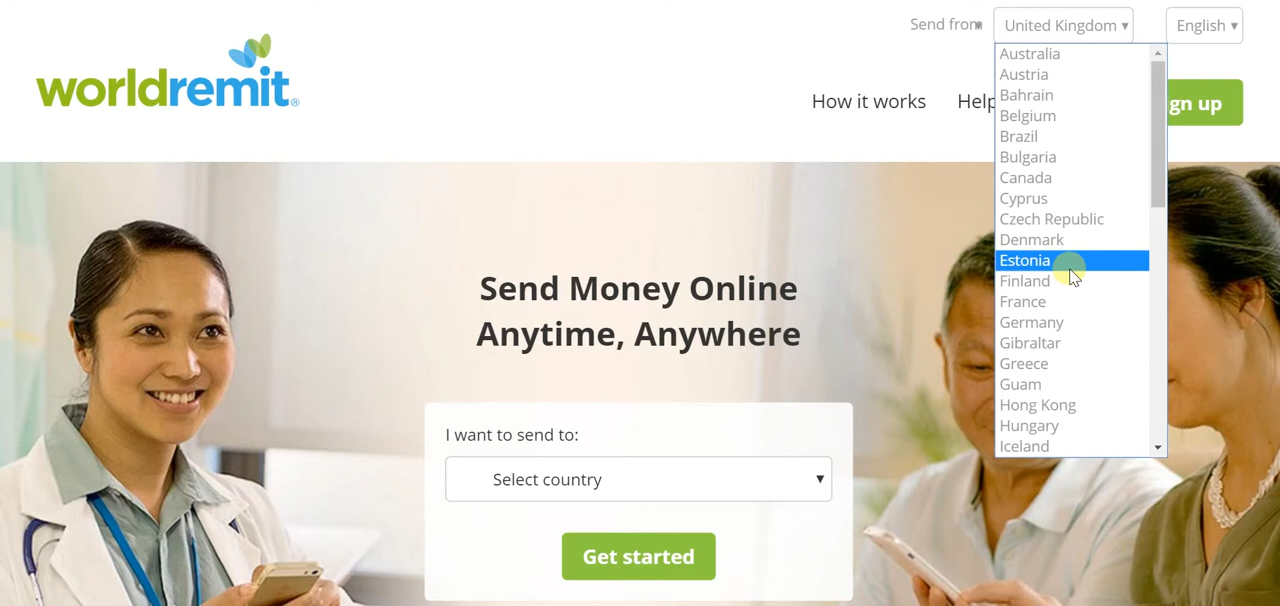 Send from
United Kingdom ▾
English ▾
worldremit®
How it works
Help
gn up
Australia
Austria
Bahrain
Belgium
Brazil
Bulgaria
Canada
Cyprus
Czech Republic
Denmark
Estonia
Finland
France
Germany
Gibraltar
Greece
Guam
Hong Kong
Hungary
Iceland
Send Money Online
Anytime, Anywhere
I want to send to:
Select country ▾
Get started